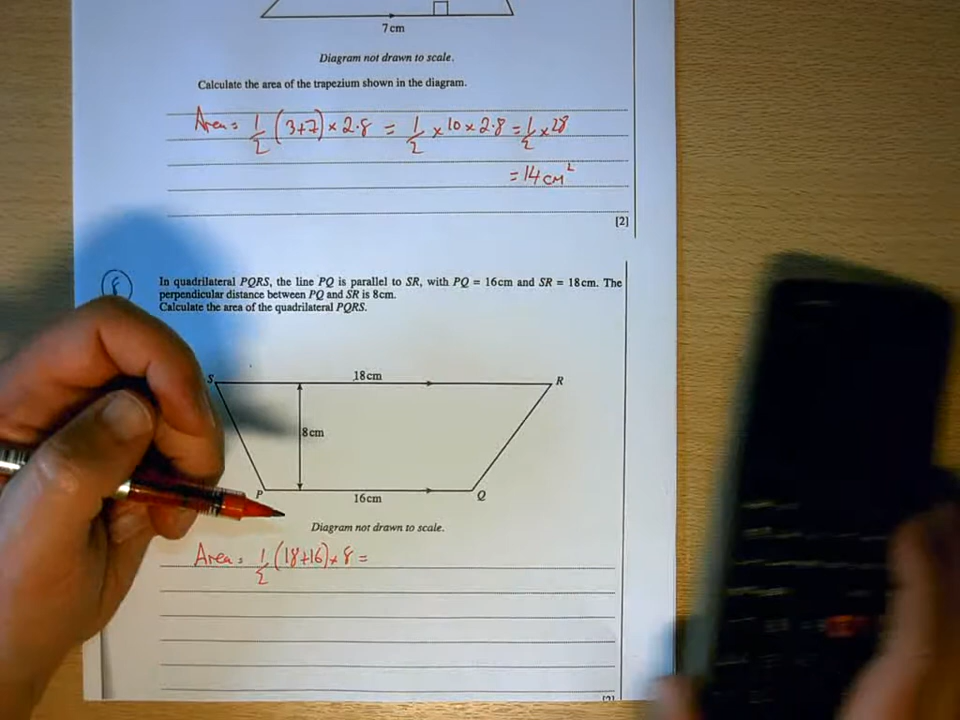 7 cm
Diagram not drawn to scale.
Calculate the area of the trapezium shown in the diagram.
Area = 1/2 (3+7) × 2.8 = 1/2 × 10 × 2.8 = 1/2 × 28
= 14 cm²
[2]
In quadrilateral PQRS, the line PQ is parallel to SR, with PQ = 16cm and SR = 18cm. The
perpendicular distance between PQ and SR is 8cm.
Calculate the area of the quadrilateral PQRS.
S 18cm R
8cm
P 16cm Q
Diagram not drawn to scale.
Area = 1/2 (18+16) × 8 =